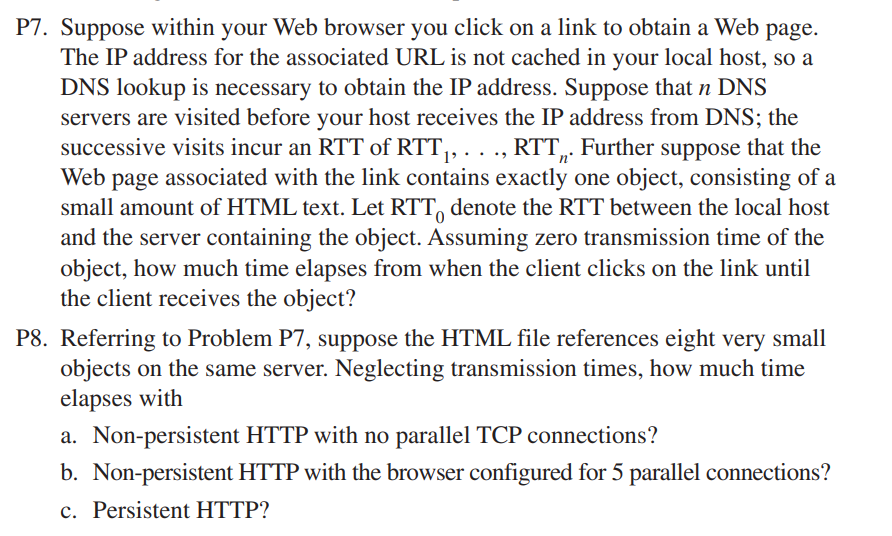 P7. Suppose within your Web browser you click on a link to obtain a Web page.
The IP address for the associated URL is not cached in your local host, so a
DNS lookup is necessary to obtain the IP address. Suppose that n DNS
servers are visited before your host receives the IP address from DNS; the
successive visits incur an RTT of RTT₁, . . ., RTTₙ. Further suppose that the
Web page associated with the link contains exactly one object, consisting of a
small amount of HTML text. Let RTT₀ denote the RTT between the local host
and the server containing the object. Assuming zero transmission time of the
object, how much time elapses from when the client clicks on the link until
the client receives the object?
P8. Referring to Problem P7, suppose the HTML file references eight very small
objects on the same server. Neglecting transmission times, how much time
elapses with
a. Non-persistent HTTP with no parallel TCP connections?
b. Non-persistent HTTP with the browser configured for 5 parallel connections?
c. Persistent HTTP?